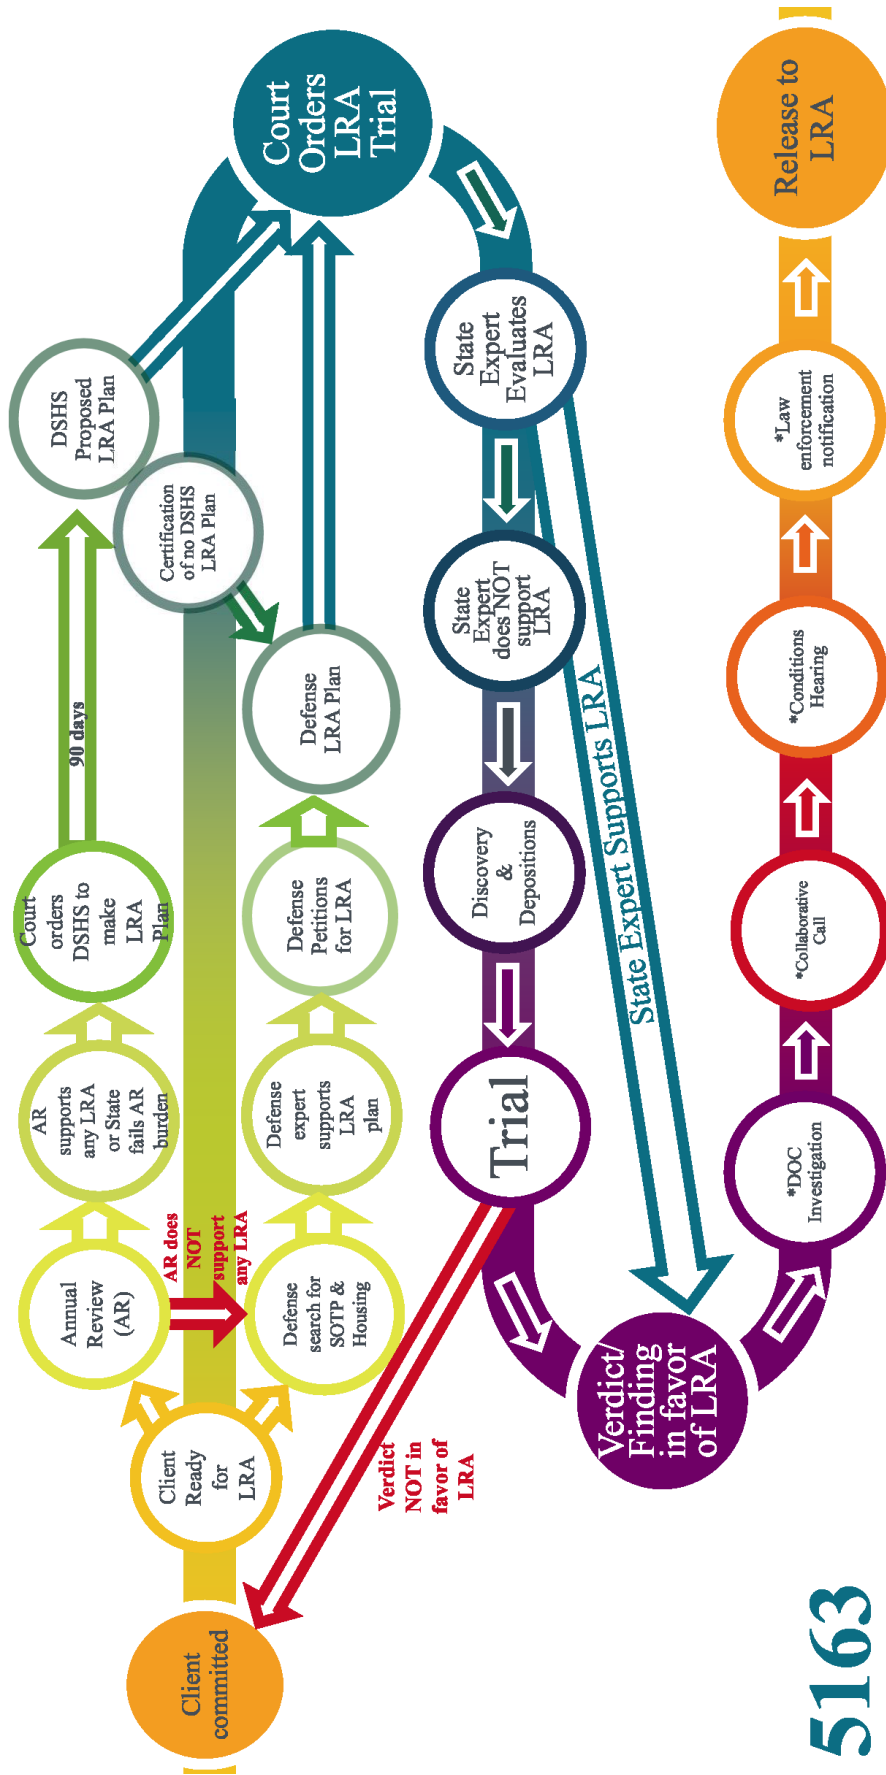 Client
committed
Client
Ready
for
LRA
Annual
Review
(AR)
AR does
NOT
support
any LRA
AR
supports
any LRA
or State
fails AR
burden
Court
orders
DSHS to
make
LRA
Plan
90 days
DSHS
Proposed
LRA Plan
Certification
of no DSHS
LRA Plan
Defense
search for
SOTP &
Housing
Defense
expert
supports
LRA
plan
Defense
Petitions
for LRA
Defense
LRA Plan
Court
Orders
LRA
Trial
State
Expert
Evaluates
LRA
State
Expert
does NOT
support
LRA
Discovery
&
Depositions
Trial
Verdict
NOT in
favor of
LRA
State Expert Supports LRA
Verdict/
Finding
in favor
of LRA
*DOC
Investigation
*Collaborative
Call
*Conditions
Hearing
*Law
enforcement
notification
Release to
LRA
5163